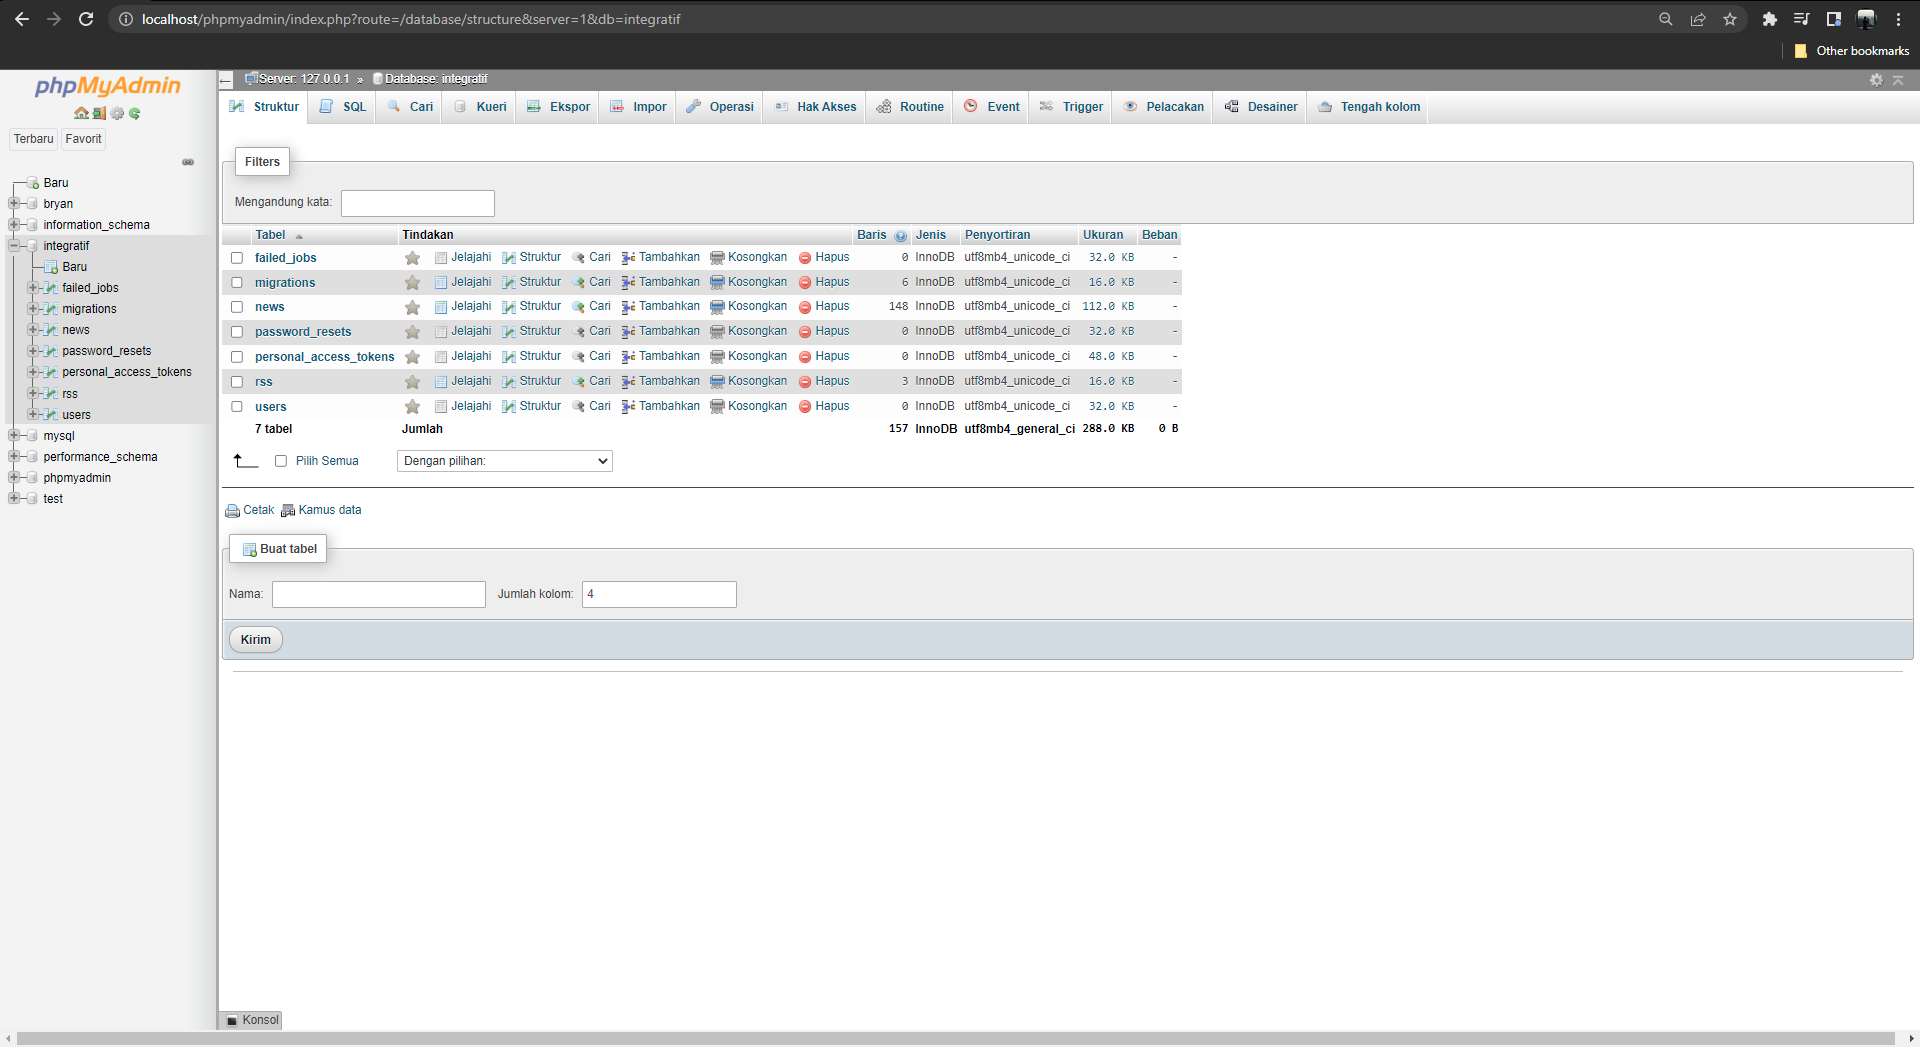 localhost/phpmyadmin/index.php?route=/database/structure&server=1&db=integratif
Other bookmarks
phpMyAdmin
Terbaru Favorit
Baru
bryan
information_schema
integratif
Baru
failed_jobs
migrations
news
password_resets
personal_access_tokens
rss
users
mysql
performance_schema
phpmyadmin
test
Server: 127.0.0.1 » Database: integratif
Struktur SQL Cari Kueri Ekspor Impor Operasi Hak Akses Routine Event Trigger Pelacakan Desainer Tengah kolom
Filters
Mengandung kata:
Tabel Tindakan Baris Jenis Penyortiran Ukuran Beban
failed_jobs Jelajahi Struktur Cari Tambahkan Kosongkan Hapus 0 InnoDB utf8mb4_unicode_ci 32.0 KB -
migrations Jelajahi Struktur Cari Tambahkan Kosongkan Hapus 6 InnoDB utf8mb4_unicode_ci 16.0 KB -
news Jelajahi Struktur Cari Tambahkan Kosongkan Hapus 148 InnoDB utf8mb4_unicode_ci 112.0 KB -
password_resets Jelajahi Struktur Cari Tambahkan Kosongkan Hapus 0 InnoDB utf8mb4_unicode_ci 32.0 KB -
personal_access_tokens Jelajahi Struktur Cari Tambahkan Kosongkan Hapus 0 InnoDB utf8mb4_unicode_ci 48.0 KB -
rss Jelajahi Struktur Cari Tambahkan Kosongkan Hapus 3 InnoDB utf8mb4_unicode_ci 16.0 KB -
users Jelajahi Struktur Cari Tambahkan Kosongkan Hapus 0 InnoDB utf8mb4_unicode_ci 32.0 KB -
7 tabel Jumlah 157 InnoDB utf8mb4_general_ci 288.0 KB 0 B
Pilih Semua Dengan pilihan:
Cetak Kamus data
Buat tabel
Nama: Jumlah kolom: 4
Kirim
Konsol